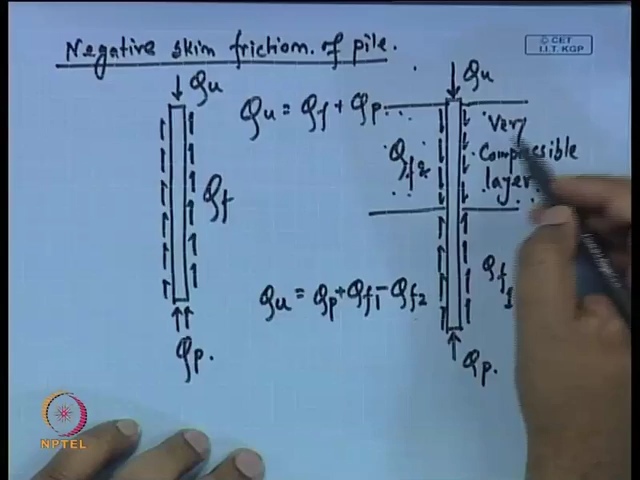 Negative skin friction of pile.
© CET
I.I.T. KGP
Qu
Qf
Qp.
Qu = Qf + Qp
Qu
Very
Compressible
layer.
Qf2
Qf1
Qu = Qp + Qf1 - Qf2
Qp.
NPTEL